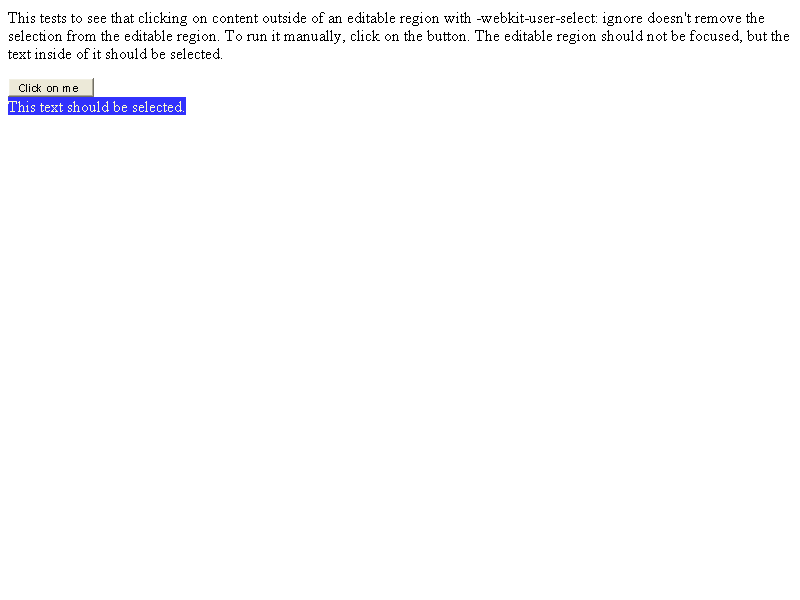 This tests to see that clicking on content outside of an editable region with -webkit-user-select: ignore doesn't remove the
selection from the editable region. To run it manually, click on the button. The editable region should not be focused, but the
text inside of it should be selected.
Click on me
This text should be selected.